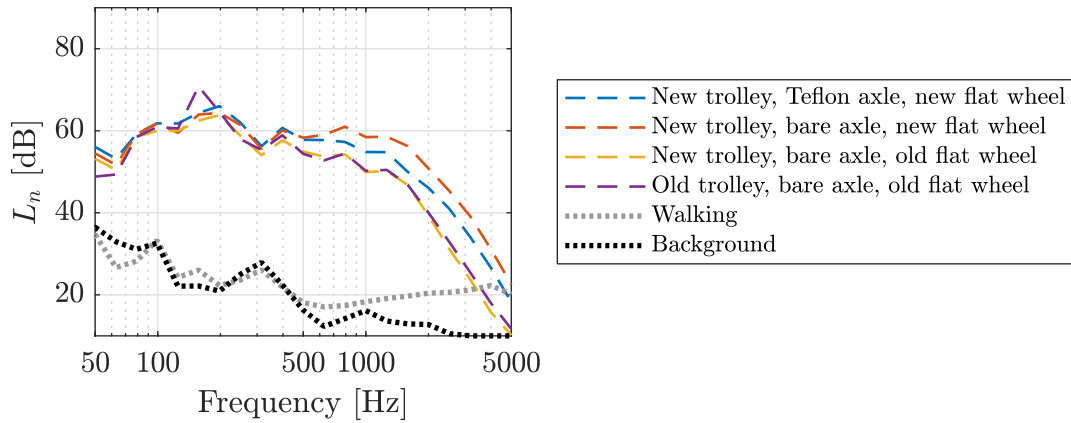 80
60
40
20
L_n [dB]
50 100 500 1000 5000
Frequency [Hz]
New trolley, Teflon axle, new flat wheel
New trolley, bare axle, new flat wheel
New trolley, bare axle, old flat wheel
Old trolley, bare axle, old flat wheel
Walking
Background